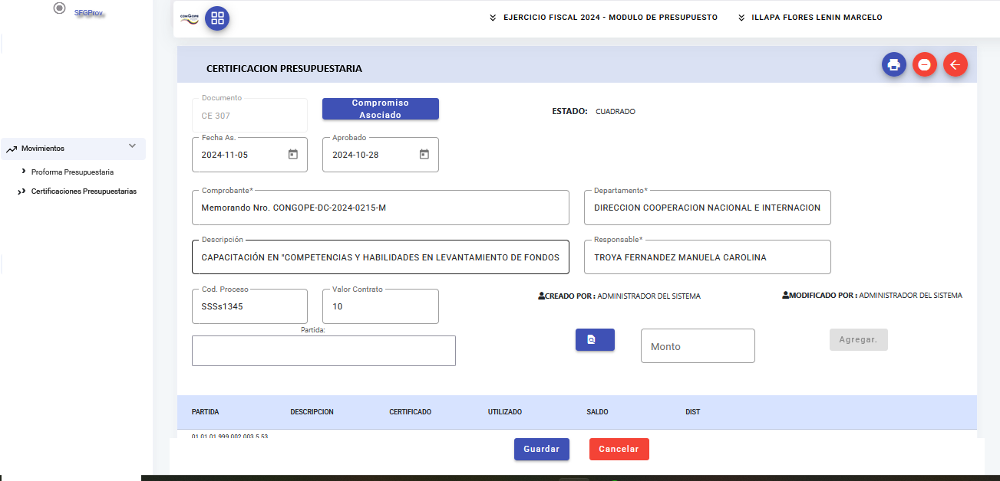 SFGProv
CONGOPE
EJERCICIO FISCAL 2024 - MODULO DE PRESUPUESTO
ILLAPA FLORES LENIN MARCELO
CERTIFICACION PRESUPUESTARIA
Documento
CE 307
Compromiso
Asociado
ESTADO: CUADRADO
Movimientos
Proforma Presupuestaria
Certificaciones Presupuestarias
Fecha As.
2024-11-05
Aprobado
2024-10-28
Comprobante*
Memorando Nro. CONGOPE-DC-2024-0215-M
Departamento*
DIRECCION COOPERACION NACIONAL E INTERNACION
Descripción
CAPACITACIÓN EN "COMPETENCIAS Y HABILIDADES EN LEVANTAMIENTO DE FONDOS
Responsable*
TROYA FERNANDEZ MANUELA CAROLINA
Cod. Proceso
SSSs1345
Valor Contrato
10
CREADO POR : ADMINISTRADOR DEL SISTEMA
MODIFICADO POR : ADMINISTRADOR DEL SISTEMA
Partida:
Monto
Agregar.
PARTIDA DESCRIPCION CERTIFICADO UTILIZADO SALDO DIST
01.01.01.999.002.003.5.53
Guardar
Cancelar